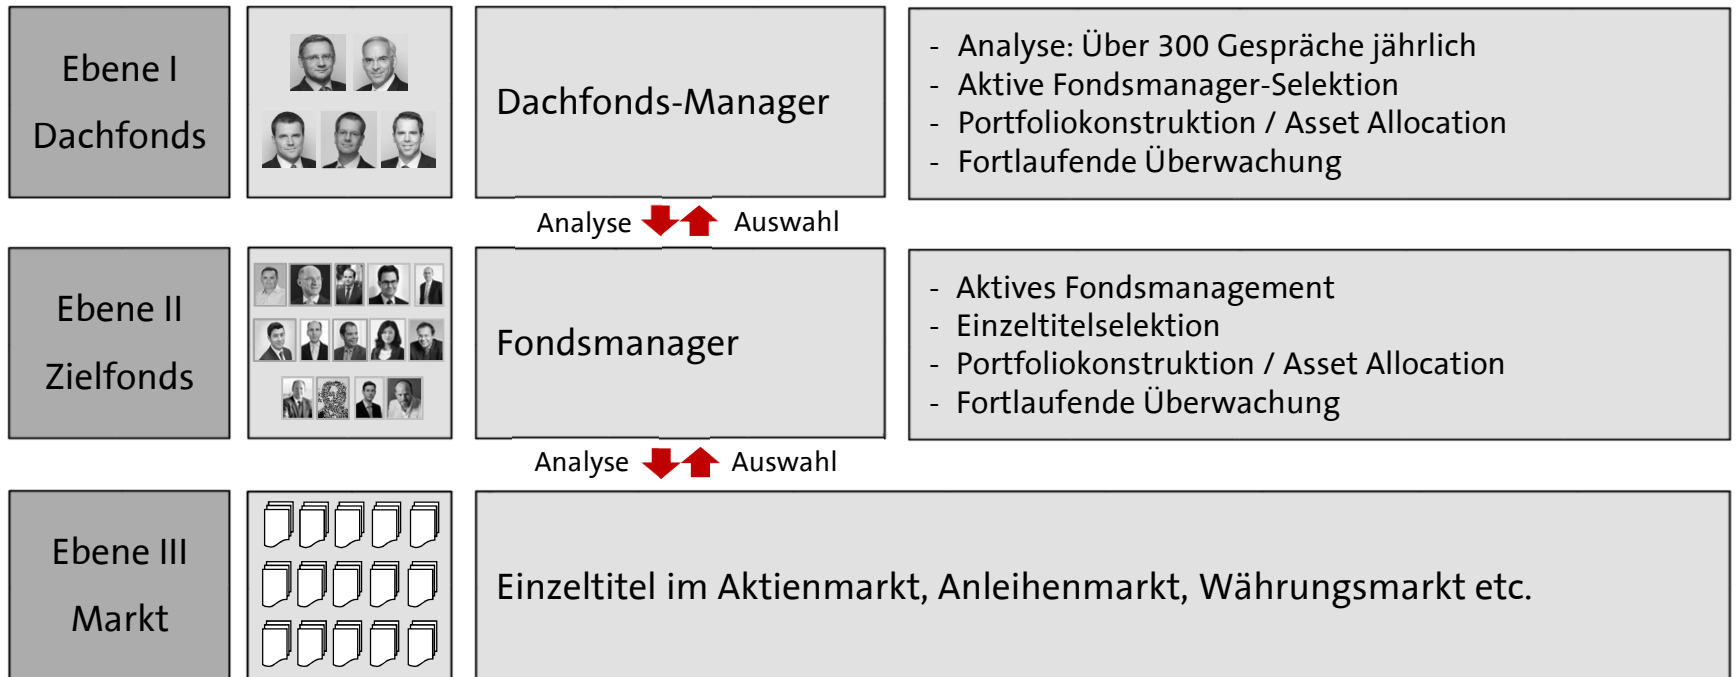 Ebene I
Dachfonds
Dachfonds-Manager
- Analyse: Über 300 Gespräche jährlich
- Aktive Fondsmanager-Selektion
- Portfoliokonstruktion / Asset Allocation
- Fortlaufende Überwachung
Analyse Auswahl
Ebene II
Zielfonds
Fondsmanager
- Aktives Fondsmanagement
- Einzeltitelselektion
- Portfoliokonstruktion / Asset Allocation
- Fortlaufende Überwachung
Analyse Auswahl
Ebene III
Markt
Einzeltitel im Aktienmarkt, Anleihenmarkt, Währungsmarkt etc.